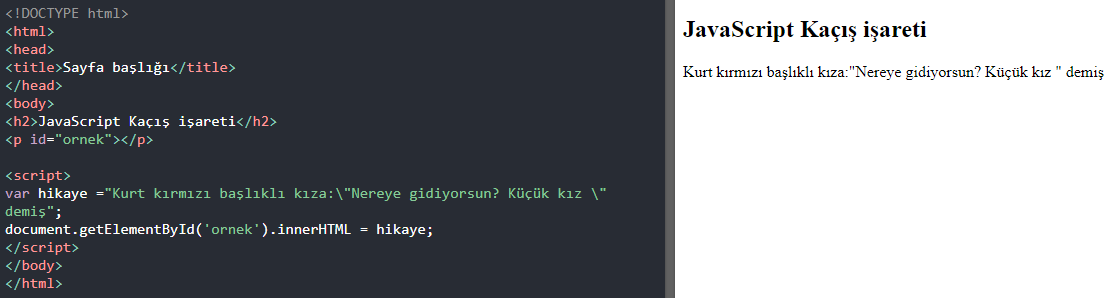 <!DOCTYPE html>
<html>
<head>
<title>Sayfa başlığı</title>
</head>
<body>
<h2>JavaScript Kaçış işareti</h2>
<p id="ornek"></p>
<script>
var hikaye ="Kurt kırmızı başlıklı kıza:\"Nereye gidiyorsun? Küçük kız \"
demiş";
document.getElementById('ornek').innerHTML = hikaye;
</script>
</body>
</html>
JavaScript Kaçış işareti
Kurt kırmızı başlıklı kıza:"Nereye gidiyorsun? Küçük kız " demiş